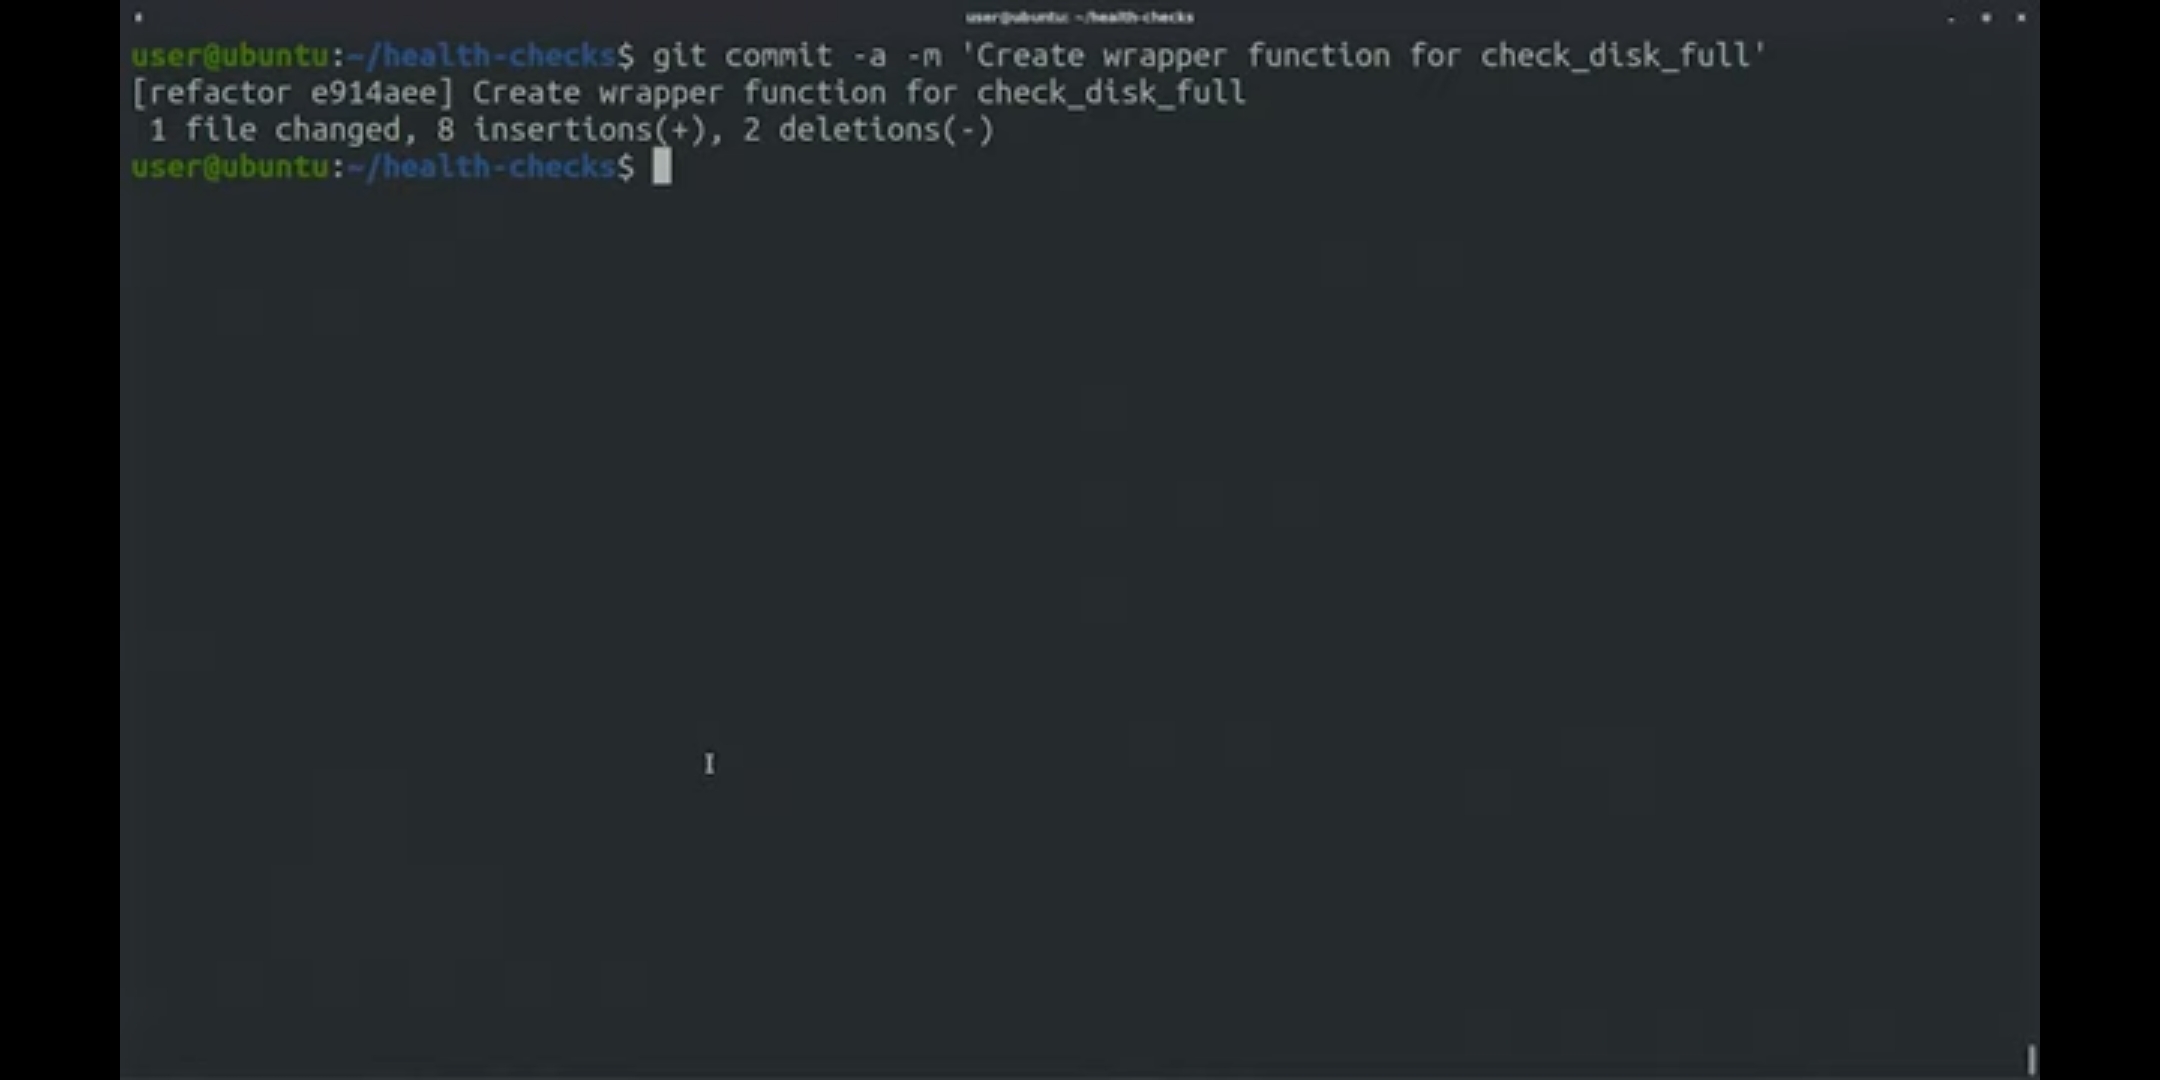 user@ubuntu: ~/health-checks
user@ubuntu:~/health-checks$ git commit -a -m 'Create wrapper function for check_disk_full'
[refactor e914aee] Create wrapper function for check_disk_full
 1 file changed, 8 insertions(+), 2 deletions(-)
user@ubuntu:~/health-checks$